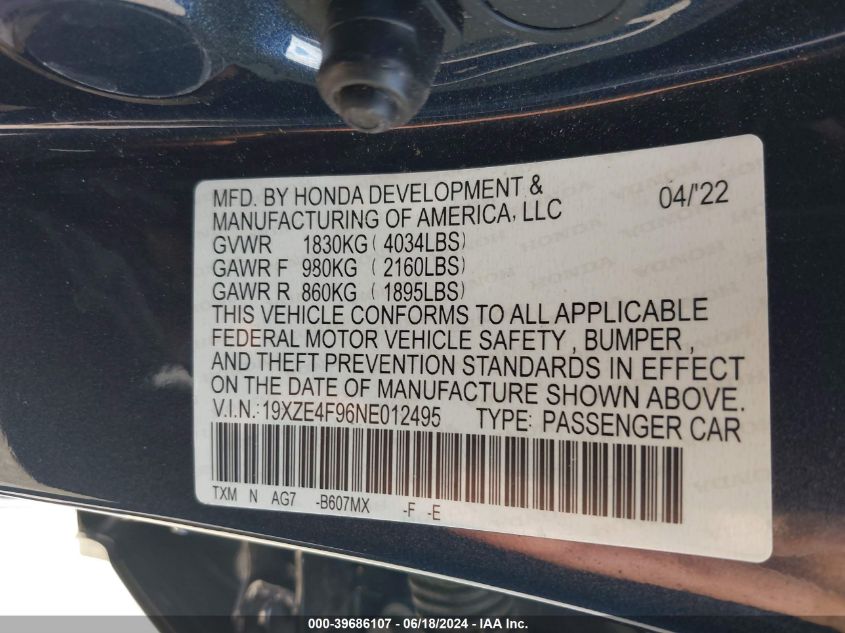 MFD. BY HONDA DEVELOPMENT & 04/'22
MANUFACTURING OF AMERICA, LLC
GVWR 1830KG ( 4034LBS)
GAWR F 980KG ( 2160LBS)
GAWR R 860KG ( 1895LBS)
THIS VEHICLE CONFORMS TO ALL APPLICABLE
FEDERAL MOTOR VEHICLE SAFETY , BUMPER ,
AND THEFT PREVENTION STANDARDS IN EFFECT
ON THE DATE OF MANUFACTURE SHOWN ABOVE.
V.I.N.: 19XZE4F96NE012495 TYPE: PASSENGER CAR
TXM N AG7 -B607MX -F -E
000-39686107 - 06/18/2024 - IAA Inc.